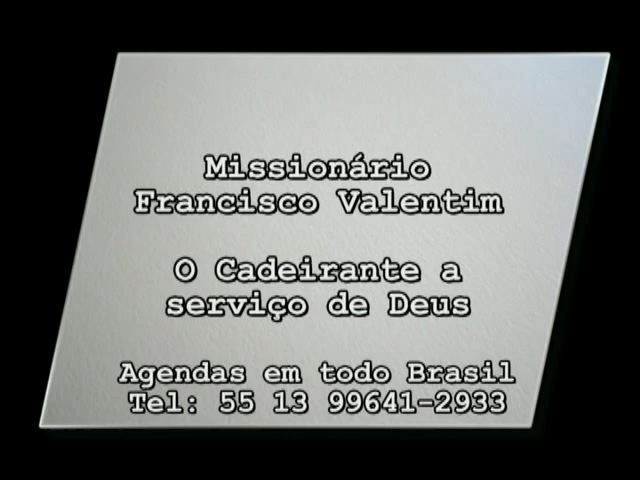 Missionário
Francisco Valentim
O Cadeirante a
serviço de Deus
Agendas em todo Brasil
Tel: 55 13 99641-2933